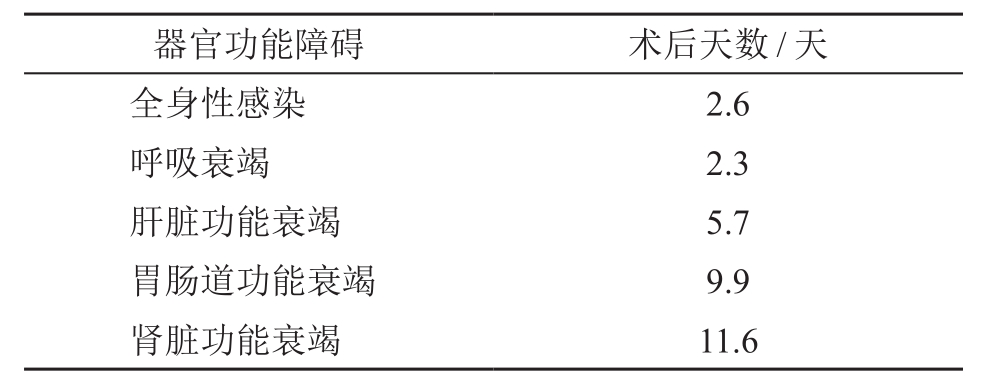 器官功能障碍 术后天数/天
全身性感染 2.6
呼吸衰竭 2.3
肝脏功能衰竭 5.7
胃肠道功能衰竭 9.9
肾脏功能衰竭 11.6